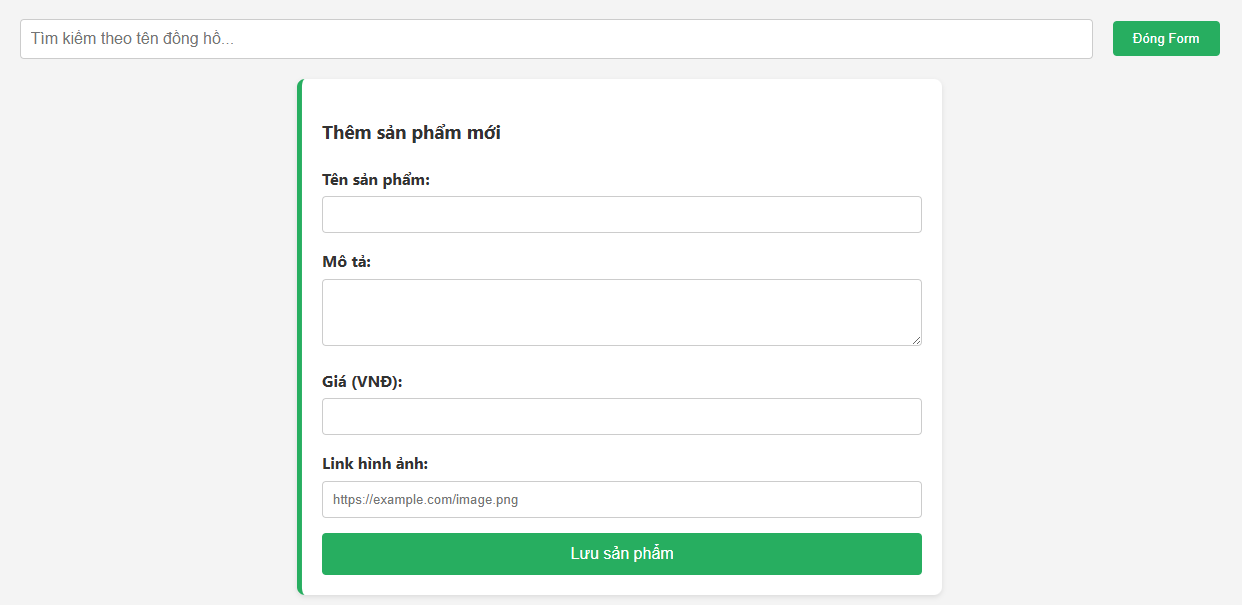 Tìm kiếm theo tên đồng hồ...
Đóng Form
Thêm sản phẩm mới
Tên sản phẩm:
Mô tả:
Giá (VNĐ):
Link hình ảnh:
https://example.com/image.png
Lưu sản phẩm